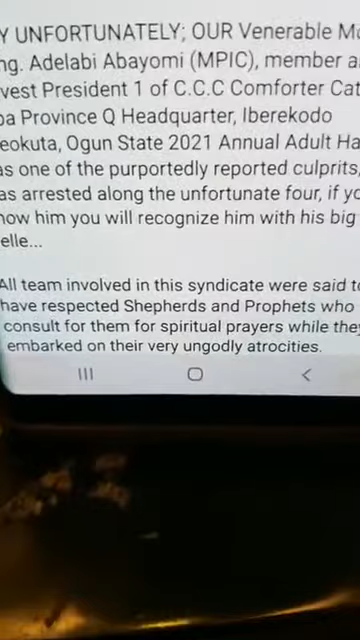 Y UNFORTUNATELY; OUR Venerable Mo
ng. Adelabi Abayomi (MPIC), member a
vest President 1 of C.C.C Comforter Cat
ba Province Q Headquarter, Iberekodo
eokuta, Ogun State 2021 Annual Adult Ha
as one of the purportedly reported culprits,
as arrested along the unfortunate four, if yo
now him you will recognize him with his big
elle...
All team involved in this syndicate were said to
have respected Shepherds and Prophets who
consult for them for spiritual prayers while they
embarked on their very ungodly atrocities.